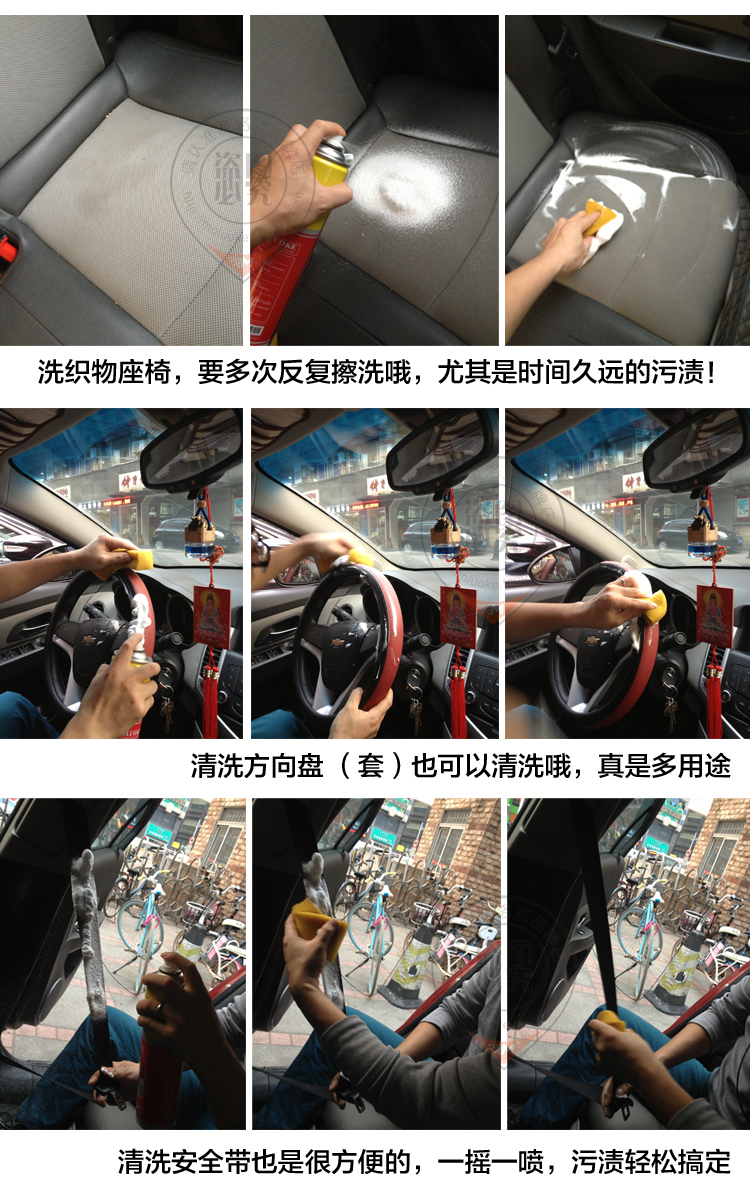 洗织物座椅，要多次反复擦洗哦，尤其是时间久远的污渍！
清洗方向盘（套）也可以清洗哦，真是多用途
清洗安全带也是很方便的，一摇一喷，污渍轻松搞定